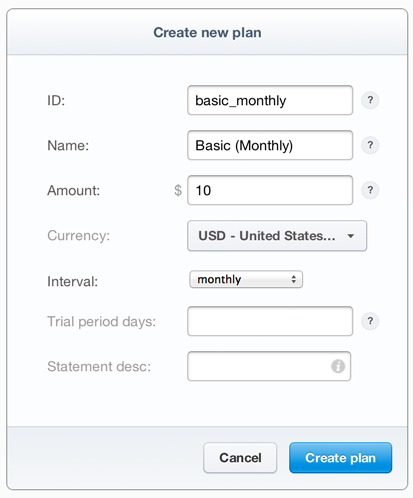 Create new plan
ID: basic_monthly ?
Name: Basic (Monthly) ?
Amount: $ 10 ?
Currency: USD - United States...
Interval: monthly
Trial period days: ?
Statement desc: i
Cancel Create plan